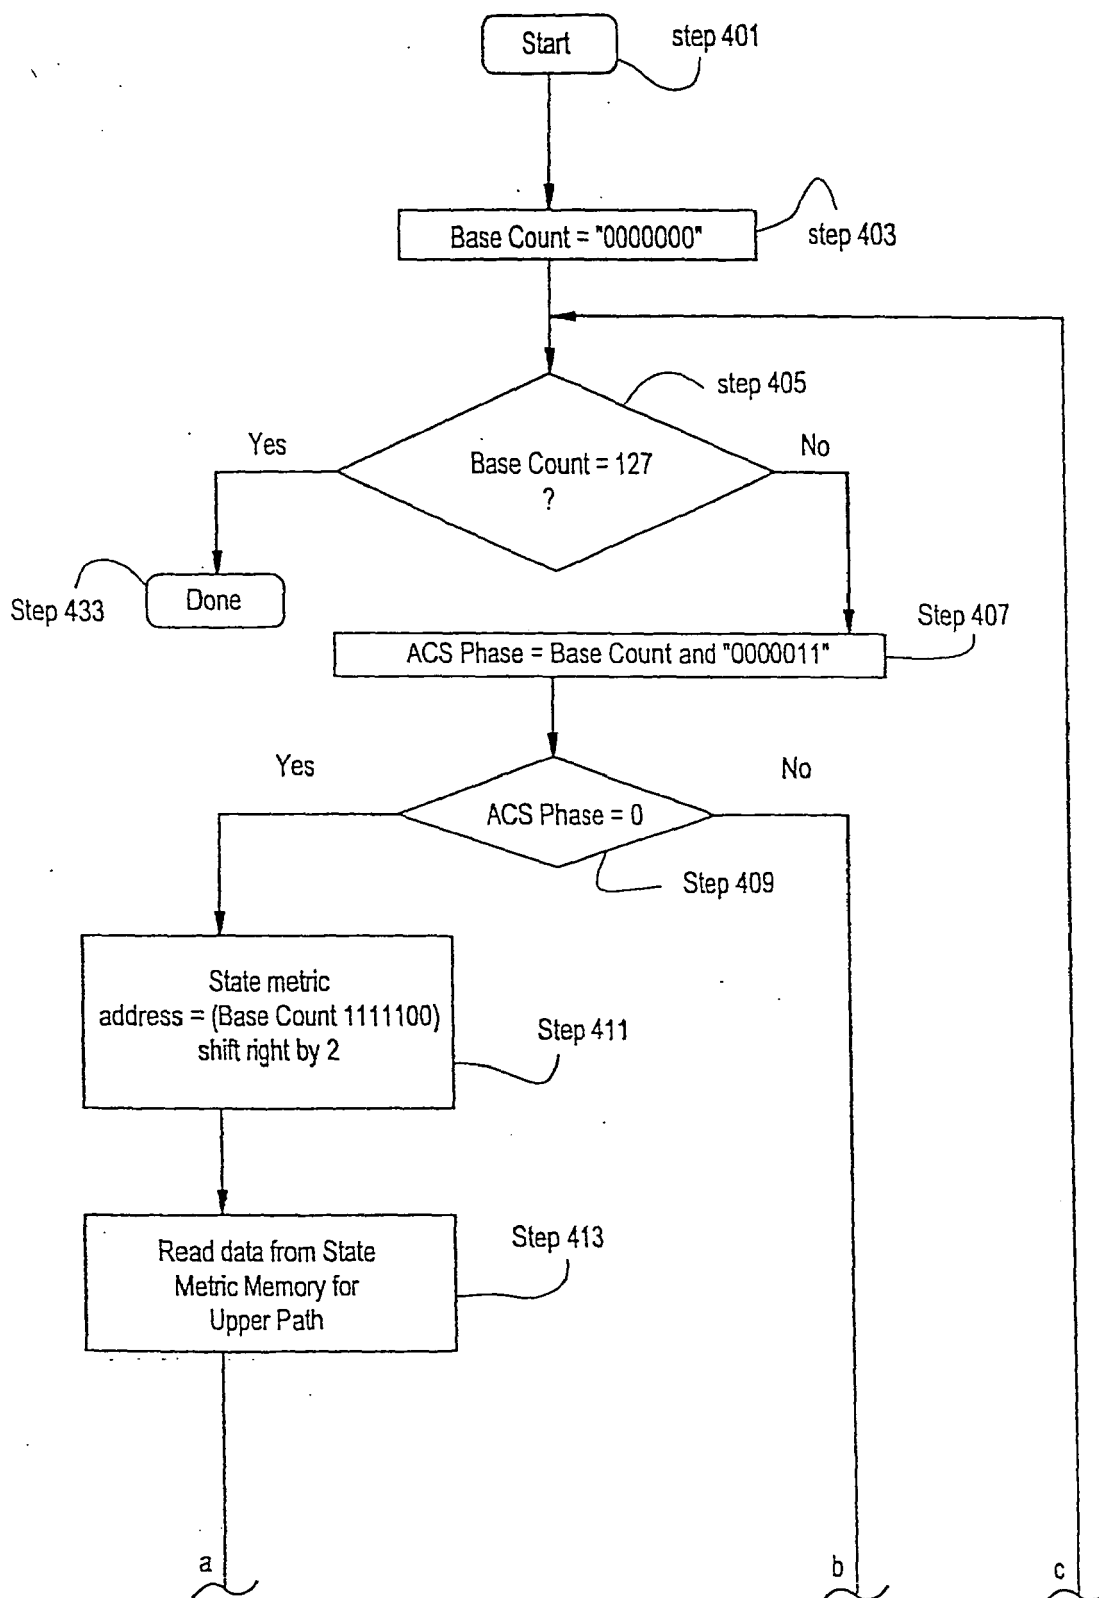 Start
step 401
Base Count = "0000000"
step 403
step 405
Yes
No
Base Count = 127
?
Step 433
Done
Step 407
ACS Phase = Base Count and "0000011"
Yes
No
ACS Phase = 0
Step 409
State metric
address = (Base Count 1111100)
shift right by 2
Step 411
Read data from State
Metric Memory for
Upper Path
Step 413
a
b
c